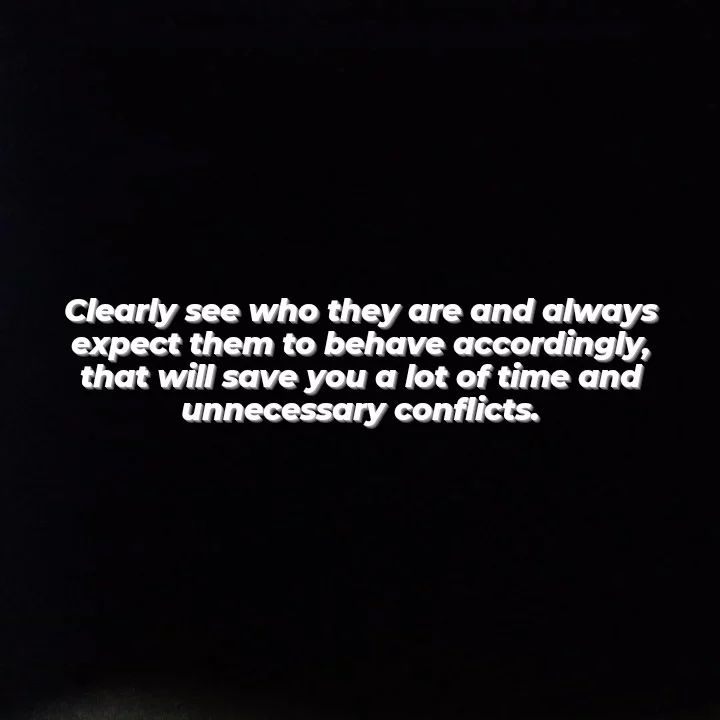 Clearly see who they are and always
expect them to behave accordingly,
that will save you a lot of time and
unnecessary conflicts.